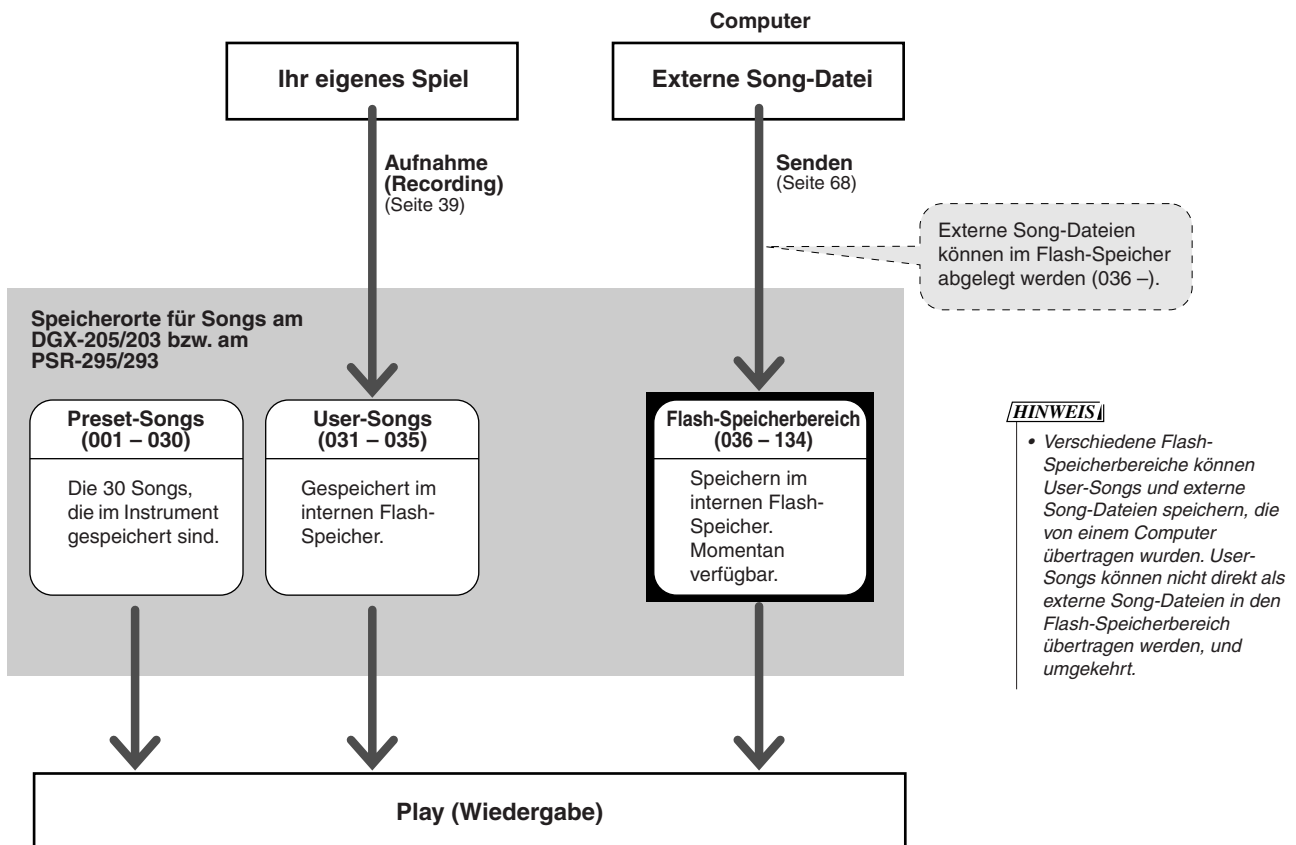 Computer
Ihr eigenes Spiel
Externe Song-Datei
Aufnahme
(Recording)
(Seite 39)
Senden
(Seite 68)
Externe Song-Dateien
können im Flash-Speicher
abgelegt werden (036 –).
Speicherorte für Songs am
DGX-205/203 bzw. am
PSR-295/293
Preset-Songs
(001 – 030)
Die 30 Songs,
die im Instrument
gespeichert sind.
User-Songs
(031 – 035)
Gespeichert im
internen Flash-
Speicher.
Flash-Speicherbereich
(036 – 134)
Speichern im
internen Flash-
Speicher.
Momentan
verfügbar.
HINWEIS
• Verschiedene Flash-
Speicherbereiche können
User-Songs und externe
Song-Dateien speichern, die
von einem Computer
übertragen wurden. User-
Songs können nicht direkt als
externe Song-Dateien in den
Flash-Speicherbereich
übertragen werden, und
umgekehrt.
Play (Wiedergabe)